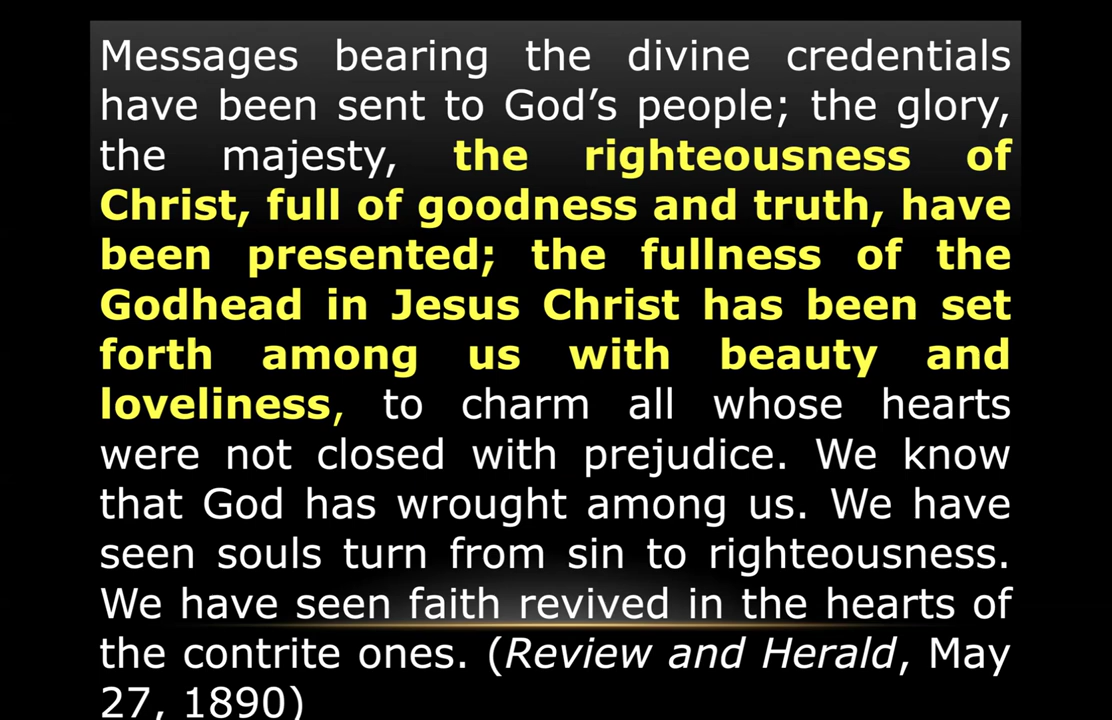 Messages bearing the divine credentials
have been sent to God’s people; the glory,
the majesty, the righteousness of
Christ, full of goodness and truth, have
been presented; the fullness of the
Godhead in Jesus Christ has been set
forth among us with beauty and
loveliness, to charm all whose hearts
were not closed with prejudice. We know
that God has wrought among us. We have
seen souls turn from sin to righteousness.
We have seen faith revived in the hearts of
the contrite ones. (Review and Herald, May
27, 1890)